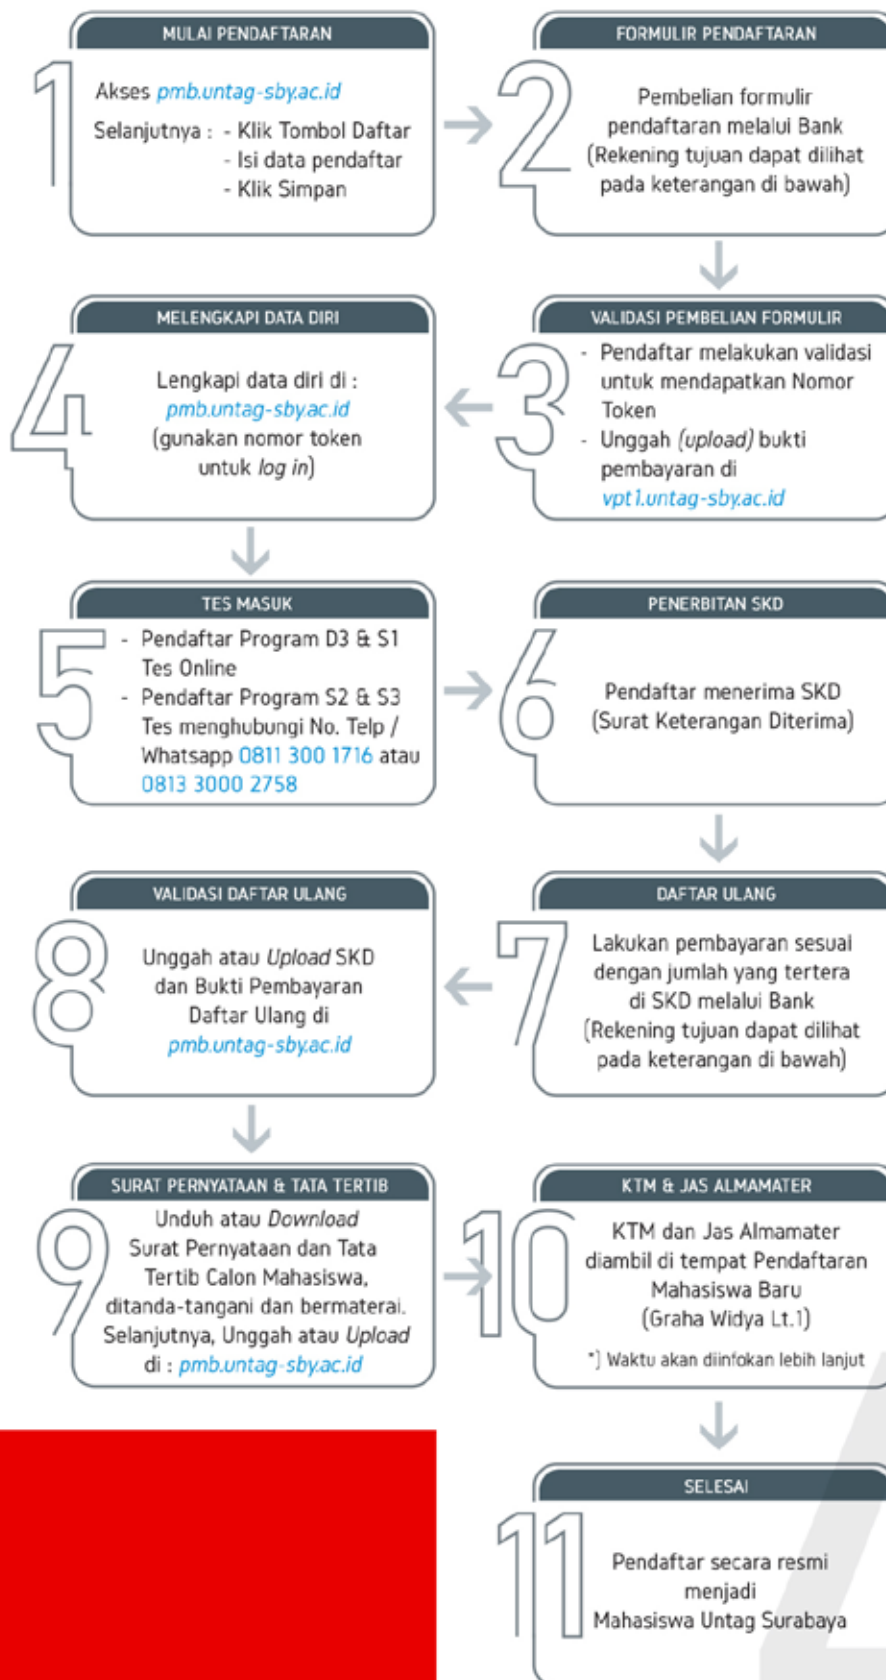 MULAI PENDAFTARAN
1
Akses pmb.untag-sby.ac.id
Selanjutnya : - Klik Tombol Daftar
- Isi data pendaftar
- Klik Simpan
FORMULIR PENDAFTARAN
2
Pembelian formulir
pendaftaran melalui Bank
(Rekening tujuan dapat dilihat
pada keterangan di bawah)
VALIDASI PEMBELIAN FORMULIR
3
- Pendaftar melakukan validasi
untuk mendapatkan Nomor
Token
- Unggah (upload) bukti
pembayaran di
vpt1.untag-sby.ac.id
MELENGKAPI DATA DIRI
4
Lengkapi data diri di :
pmb.untag-sby.ac.id
(gunakan nomor token
untuk log in)
TES MASUK
5
- Pendaftar Program D3 & S1
Tes Online
- Pendaftar Program S2 & S3
Tes menghubungi No. Telp /
Whatsapp 0811 300 1716 atau
0813 3000 2758
PENERBITAN SKD
6
Pendaftar menerima SKD
(Surat Keterangan Diterima)
DAFTAR ULANG
7
Lakukan pembayaran sesuai
dengan jumlah yang tertera
di SKD melalui Bank
(Rekening tujuan dapat dilihat
pada keterangan di bawah)
VALIDASI DAFTAR ULANG
8
Unggah atau Upload SKD
dan Bukti Pembayaran
Daftar Ulang di
pmb.untag-sby.ac.id
SURAT PERNYATAAN & TATA TERTIB
9
Unduh atau Download
Surat Pernyataan dan Tata
Tertib Calon Mahasiswa,
ditanda-tangani dan bermaterai.
Selanjutnya, Unggah atau Upload
di : pmb.untag-sby.ac.id
KTM & JAS ALMAMATER
10
KTM dan Jas Almamater
diambil di tempat Pendaftaran
Mahasiswa Baru
(Graha Widya Lt.1)
*) Waktu akan diinfokan lebih lanjut
SELESAI
11
Pendaftar secara resmi
menjadi
Mahasiswa Untag Surabaya